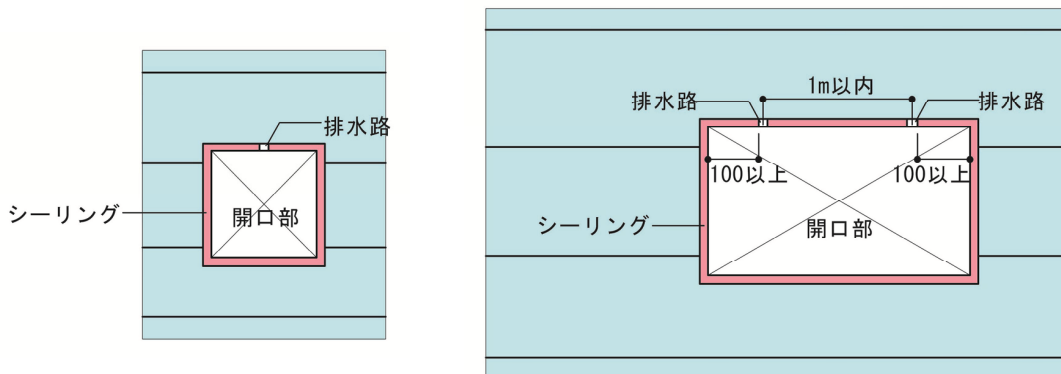 排水路
シーリング
開口部
1m以内
排水路
排水路
100以上
100以上
シーリング
開口部